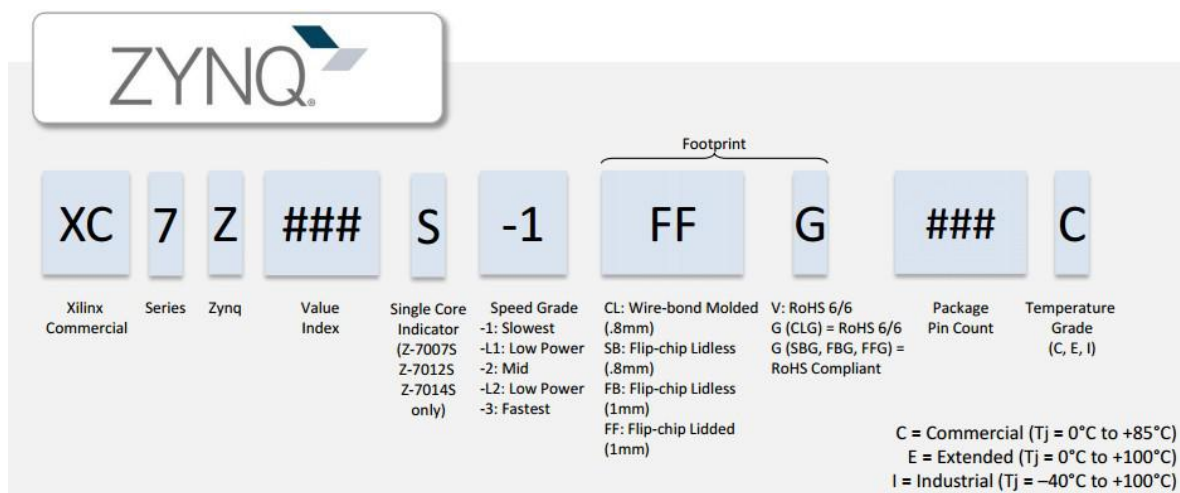 ZYNQ®
Footprint
XC 7 Z ### S -1 FF G ### C
Xilinx
Commercial
Series
Zynq
Value
Index
Single Core
Indicator
(Z-7007S
Z-7012S
Z-7014S
only)
Speed Grade
-1: Slowest
-L1: Low Power
-2: Mid
-L2: Low Power
-3: Fastest
CL: Wire-bond Molded
(.8mm)
SB: Flip-chip Lidless
(.8mm)
FB: Flip-chip Lidless
(1mm)
FF: Flip-chip Lidded
(1mm)
V: RoHS 6/6
G (CLG) = RoHS 6/6
G (SBG, FBG, FFG) =
RoHS Compliant
Package
Pin Count
Temperature
Grade
(C, E, I)
C = Commercial (Tj = 0°C to +85°C)
E = Extended (Tj = 0°C to +100°C)
I = Industrial (Tj = –40°C to +100°C)